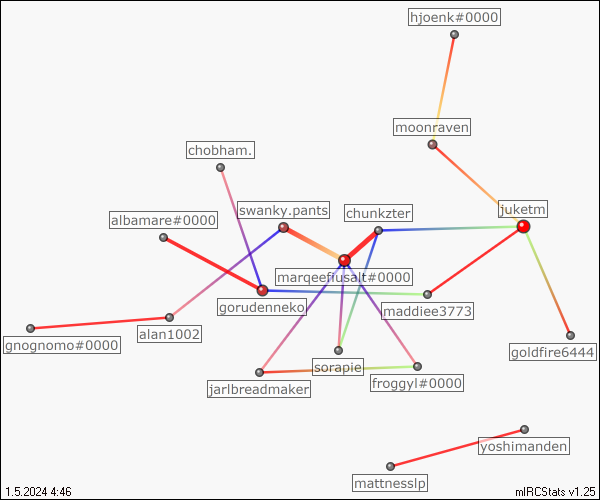 hjoenk#0000
moonraven
chobham.
swanky.pants
chunkzter
juketm
albamare#0000
marqeefiusalt#0000
gorudenneko
maddiee3773
gnognomo#0000
alan1002
sorapie
goldfire6444
jarlbreadmaker
froggyl#0000
yoshimanden
mattnesslp
1.5.2024 4:46
mIRCStats v1.25